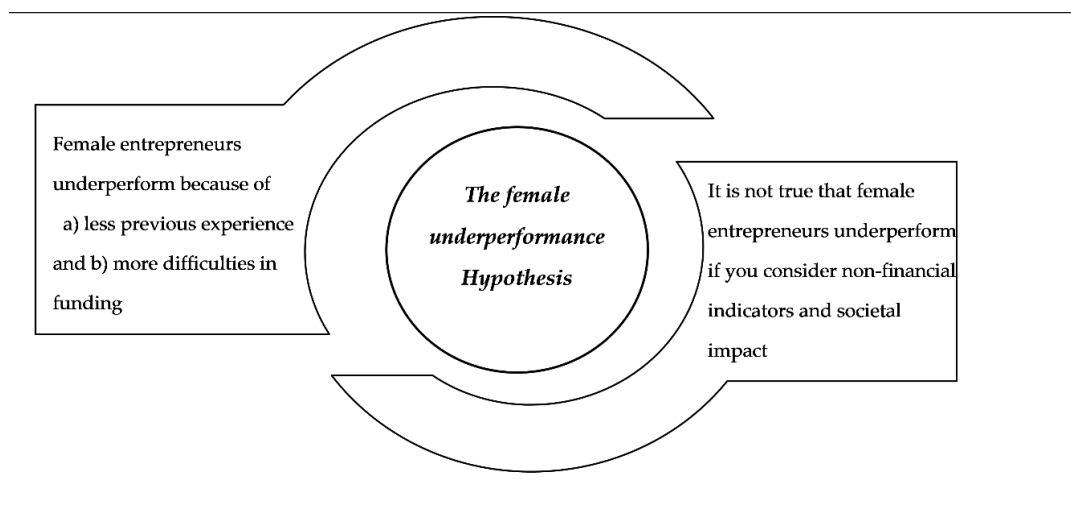 Female entrepreneurs
underperform because of
a) less previous experience
and b) more difficulties in
funding
The female
underperformance
Hypothesis
It is not true that female
entrepreneurs underperform
if you consider non-financial
indicators and societal
impact